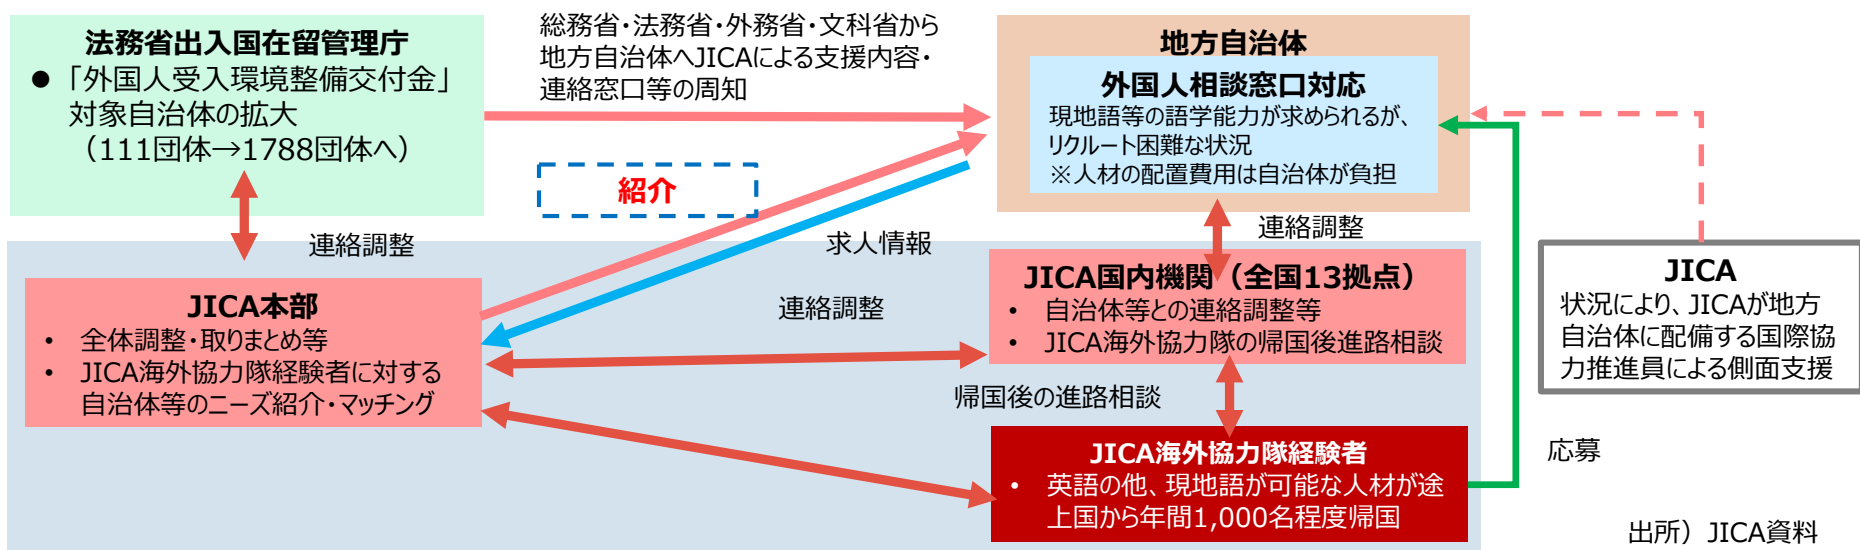 法務省出入国在留管理庁
● 「外国人受入環境整備交付金」
対象自治体の拡大
（111団体→1788団体へ）
総務省・法務省・外務省・文科省から
地方自治体へJICAによる支援内容・
連絡窓口等の周知
地方自治体
外国人相談窓口対応
現地語等の語学能力が求められるが、
リクルート困難な状況
※人材の配置費用は自治体が負担
紹介
求人情報
連絡調整
連絡調整
連絡調整
JICA本部
• 全体調整・取りまとめ等
• JICA海外協力隊経験者に対する
自治体等のニーズ紹介・マッチング
JICA国内機関（全国13拠点）
• 自治体等との連絡調整等
• JICA海外協力隊の帰国後進路相談
JICA
状況により、JICAが地方
自治体に配備する国際協
力推進員による側面支援
帰国後の進路相談
JICA海外協力隊経験者
• 英語の他、現地語が可能な人材が途
上国から年間1,000名程度帰国
応募
出所）JICA資料